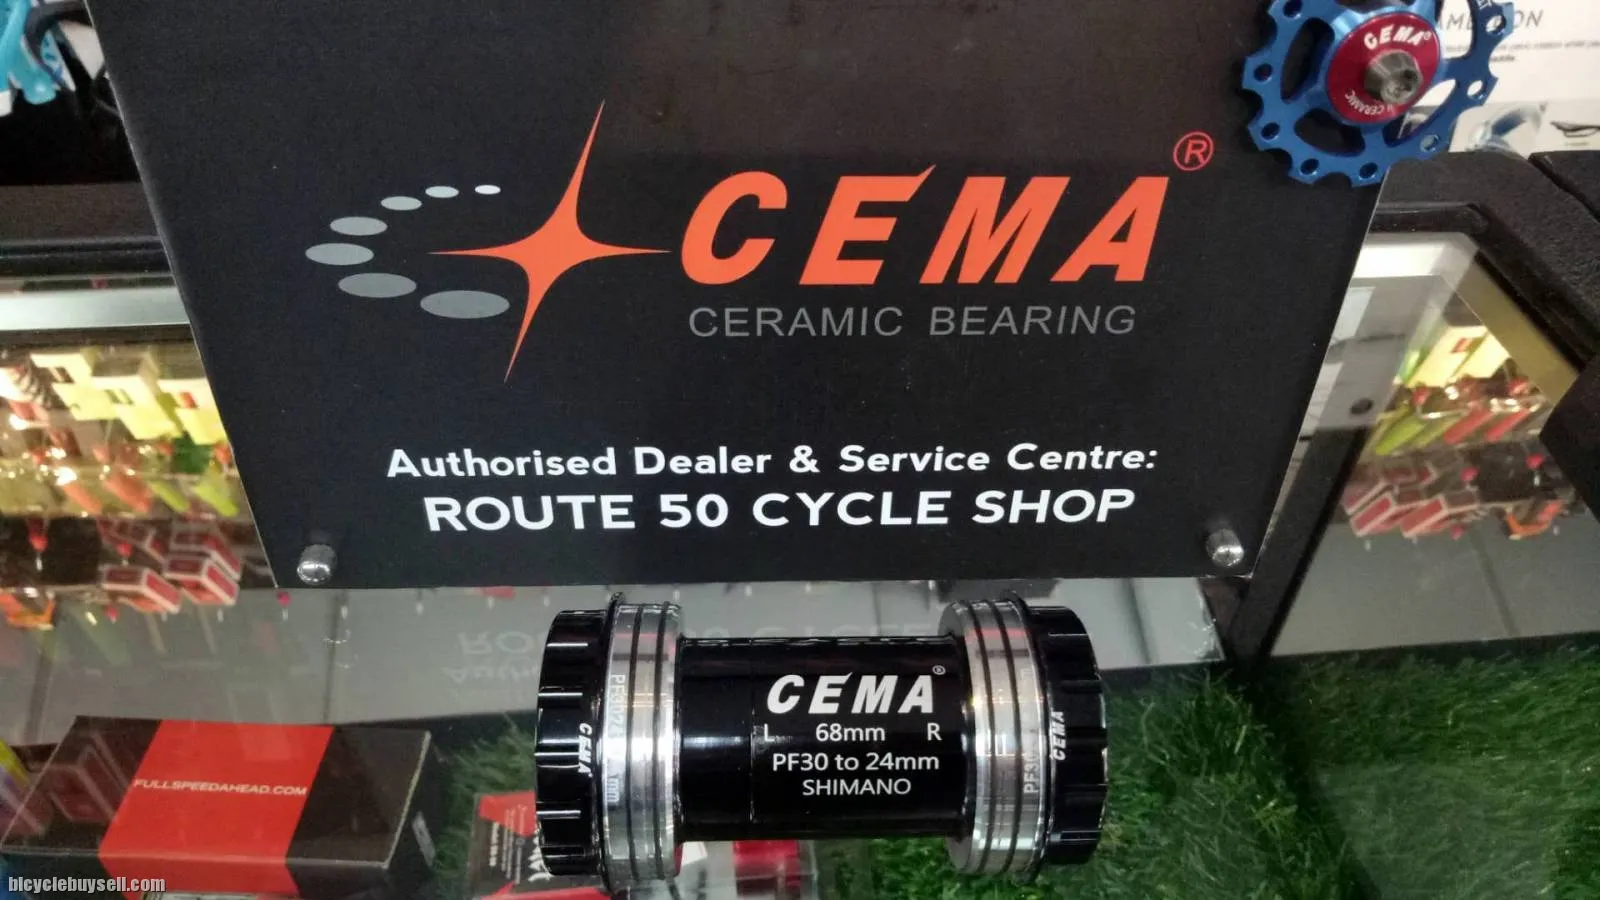 CEMA®
CERAMIC
CEMA®
CERAMIC BEARING
Authorised Dealer & Service Centre:
ROUTE 50 CYCLE SHOP
CEMA®
L 68mm R
PF30 to 24mm
SHIMANO
CEMA
CEMA
FULLSPEEDAHEAD.COM
bicyclebuysell.com